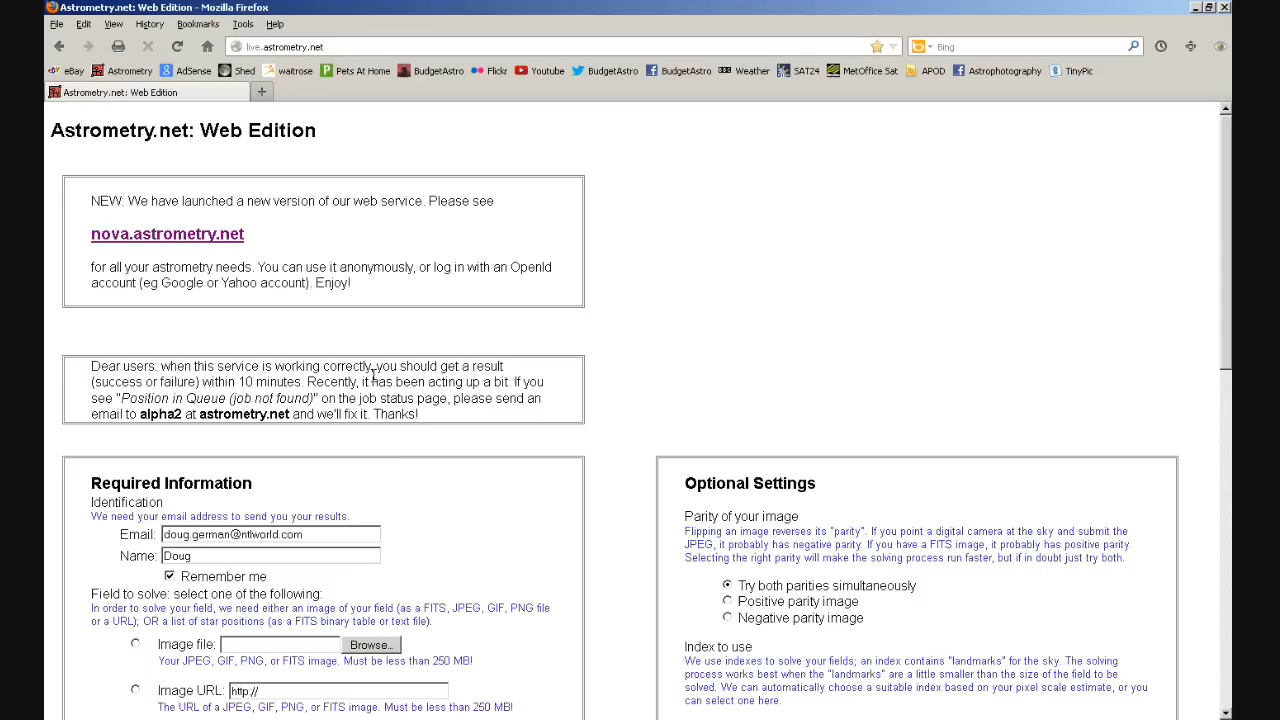 Astrometry.net: Web Edition - Mozilla Firefox
File Edit View History Bookmarks Tools Help
live.astrometry.net
Bing
eBay Astrometry AdSense Shed waitrose Pets At Home BudgetAstro Flickr Youtube BudgetAstro BudgetAstro Weather SAT24 MetOffice Sat APOD Astrophotography TinyPic
Astrometry.net: Web Edition
Astrometry.net: Web Edition
NEW: We have launched a new version of our web service. Please see
nova.astrometry.net
for all your astrometry needs. You can use it anonymously, or log in with an OpenId
account (eg Google or Yahoo account). Enjoy!
Dear users: when this service is working correctly, you should get a result
(success or failure) within 10 minutes. Recently, it has been acting up a bit. If you
see "Position in Queue (job not found)" on the job status page, please send an
email to alpha2 at astrometry.net and we'll fix it. Thanks!
Required Information
Identification
We need your email address to send you your results.
Email: doug.german@ntlworld.com
Name: Doug
Remember me
Field to solve: select one of the following:
In order to solve your field, we need either an image of your field (as a FITS, JPEG, GIF, PNG file
or a URL); OR a list of star positions (as a FITS binary table or text file).
Image file: Browse...
Your JPEG, GIF, PNG, or FITS image. Must be less than 250 MB!
Image URL: http://
The URL of a JPEG, GIF, PNG, or FITS image. Must be less than 250 MB!
Optional Settings
Parity of your image
Flipping an image reverses its "parity". If you point a digital camera at the sky and submit the
JPEG, it probably has negative parity. If you have a FITS image, it probably has positive parity.
Selecting the right parity will make the solving process run faster, but if in doubt just try both.
Try both parities simultaneously
Positive parity image
Negative parity image
Index to use
We use indexes to solve your fields; an index contains "landmarks" for the sky. The solving
process works best when the "landmarks" are a little smaller than the size of the field to be
solved. We can automatically choose a suitable index based on your pixel scale estimate, or you
can select one here.